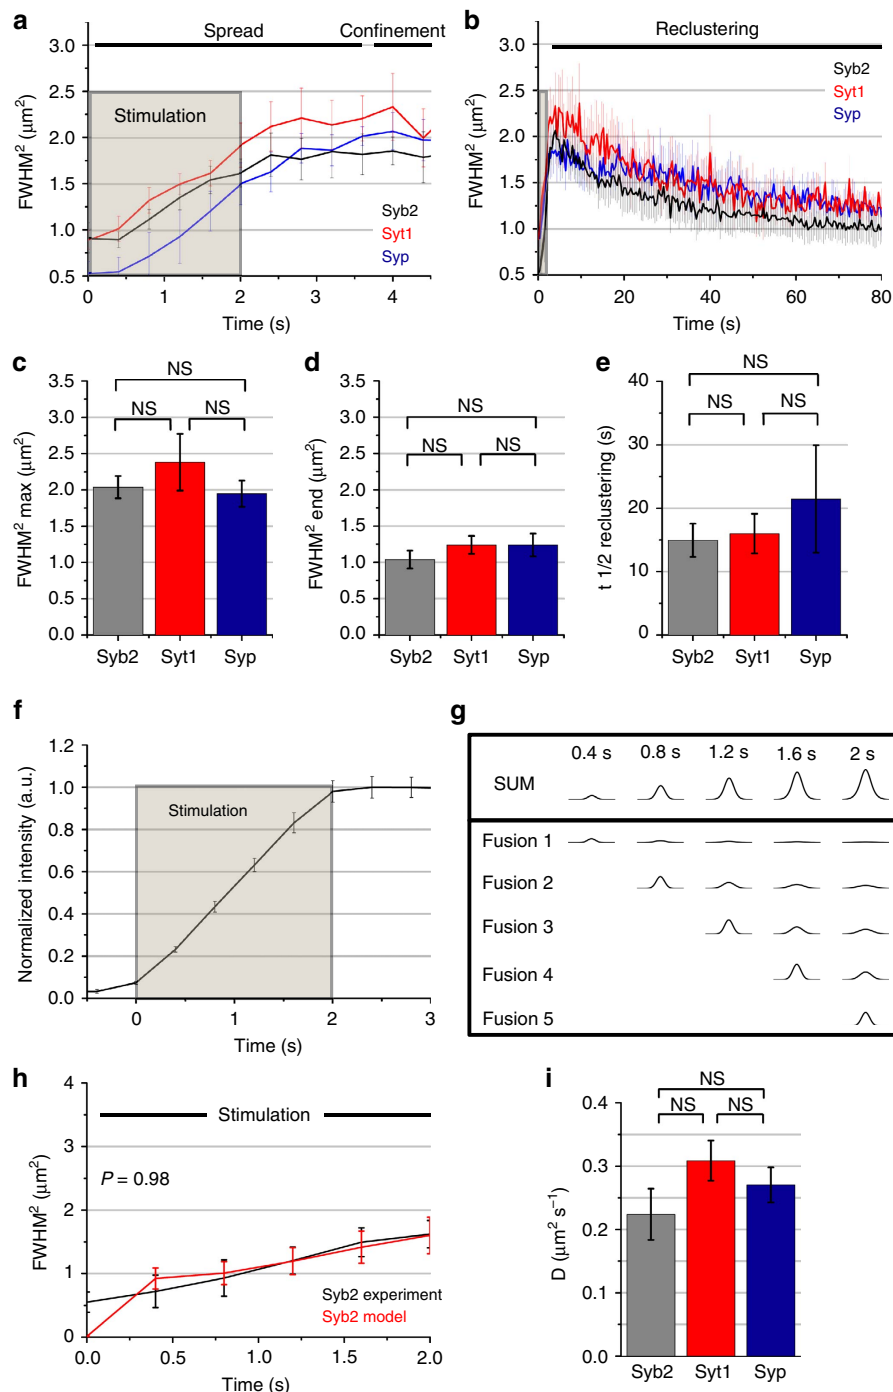 a
Spread
Confinement
FWHM² (μm²)
3.0
2.5
2.0
1.5
1.0
0.5
Stimulation
Syb2
Syt1
Syp
0
1
2
3
4
Time (s)
b
Reclustering
FWHM² (μm²)
3.0
2.5
2.0
1.5
1.0
0.5
Syb2
Syt1
Syp
0
20
40
60
80
Time (s)
c
FWHM² max (μm²)
3.5
3.0
2.5
2.0
1.5
1.0
0.5
0.0
NS
NS
NS
Syb2
Syt1
Syp
d
FWHM² end (μm²)
3.5
3.0
2.5
2.0
1.5
1.0
0.5
0.0
NS
NS
NS
Syb2
Syt1
Syp
e
t 1/2 reclustering (s)
40
30
20
10
0
NS
NS
NS
Syb2
Syt1
Syp
f
Normalized intensity (a.u.)
1.2
1.0
0.8
0.6
0.4
0.2
0.0
Stimulation
0
1
2
3
Time (s)
g
0.4 s
0.8 s
1.2 s
1.6 s
2 s
SUM
Fusion 1
Fusion 2
Fusion 3
Fusion 4
Fusion 5
h
FWHM² (μm²)
4
3
2
1
0
Stimulation
P = 0.98
Syb2 experiment
Syb2 model
0.0
0.5
1.0
1.5
2.0
Time (s)
i
D (μm² s⁻¹)
0.4
0.3
0.2
0.1
0.0
NS
NS
NS
Syb2
Syt1
Syp